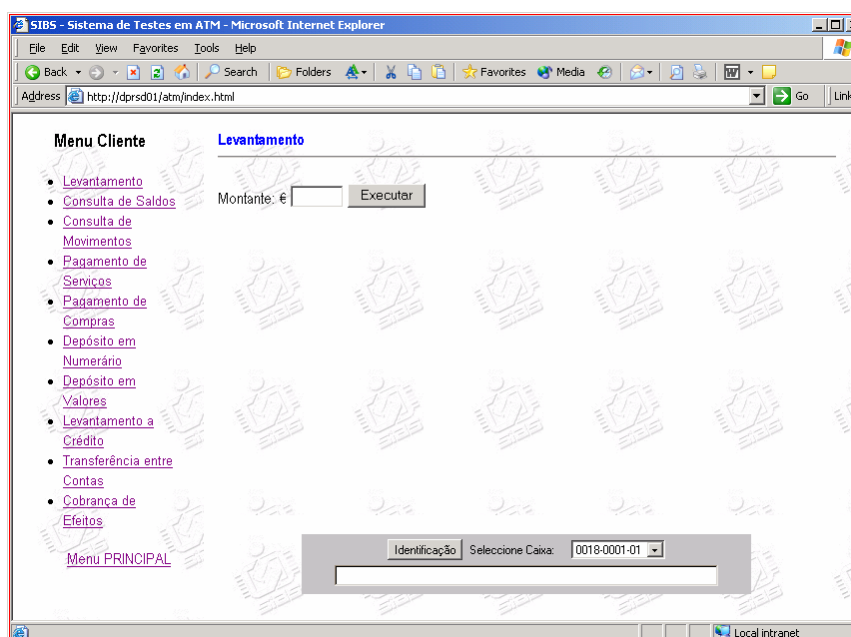 SIBS - Sistema de Testes em ATM - Microsoft Internet Explorer
File Edit View Favorites Tools Help
Back Search Folders Favorites Media
Address http://dprsd01/atm/index.html Go Link
Menu Cliente
Levantamento
Consulta de Saldos
Consulta de
Movimentos
Pagamento de
Serviços
Pagamento de
Compras
Depósito em
Numerário
Depósito em
Valores
Levantamento a
Crédito
Transferência entre
Contas
Cobrança de
Efeitos
Menu PRINCIPAL
Levantamento
Montante: € Executar
Identificação Seleccione Caixa: 0018-0001-01
Local intranet